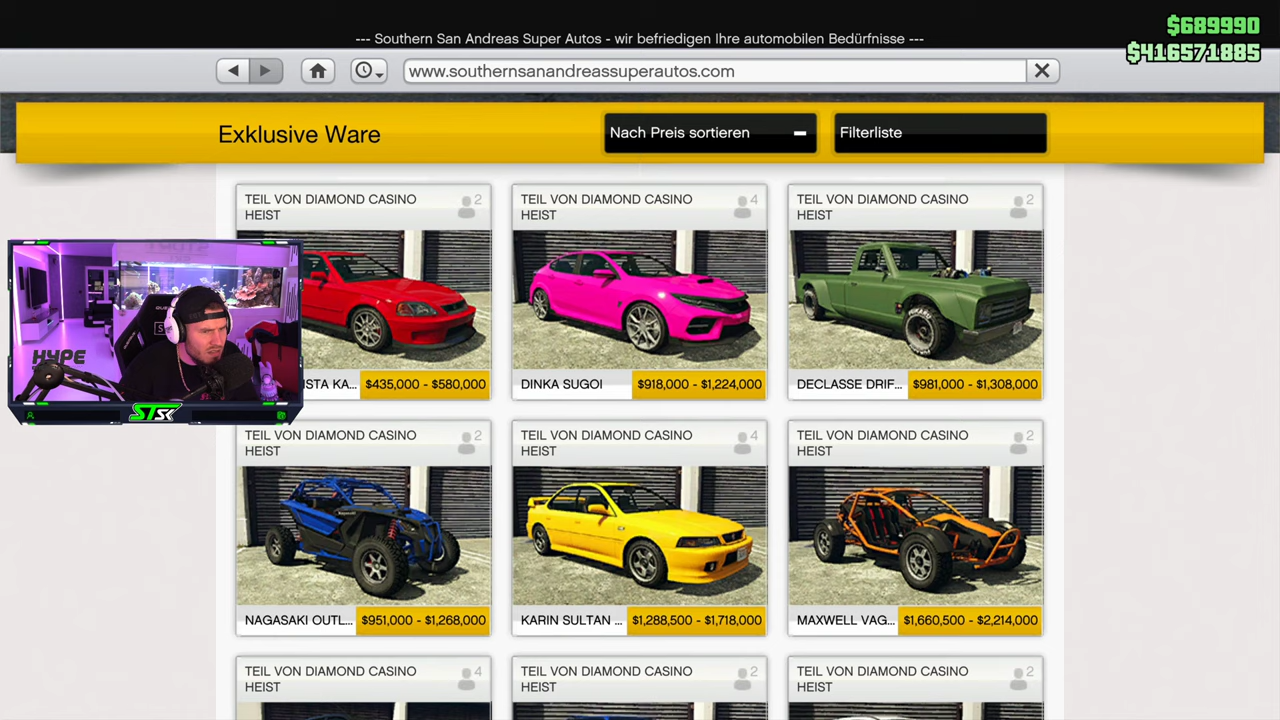 $689990
--- Southern San Andreas Super Autos - wir befriedigen Ihre automobilen Bedürfnisse ---
$416571885
www.southernsanandreassuperautos.com
Exklusive Ware
Nach Preis sortieren
Filterliste
TEIL VON DIAMOND CASINO HEIST
2
TEIL VON DIAMOND CASINO HEIST
4
TEIL VON DIAMOND CASINO HEIST
2
ISTA KA... $435,000 - $580,000
DINKA SUGOI $918,000 - $1,224,000
DECLASSE DRIF... $981,000 - $1,308,000
HYPE
STSK
TEIL VON DIAMOND CASINO HEIST
2
TEIL VON DIAMOND CASINO HEIST
4
TEIL VON DIAMOND CASINO HEIST
2
NAGASAKI OUTL... $951,000 - $1,268,000
KARIN SULTAN ... $1,288,500 - $1,718,000
MAXWELL VAG... $1,660,500 - $2,214,000
TEIL VON DIAMOND CASINO HEIST
4
TEIL VON DIAMOND CASINO HEIST
2
TEIL VON DIAMOND CASINO HEIST
2